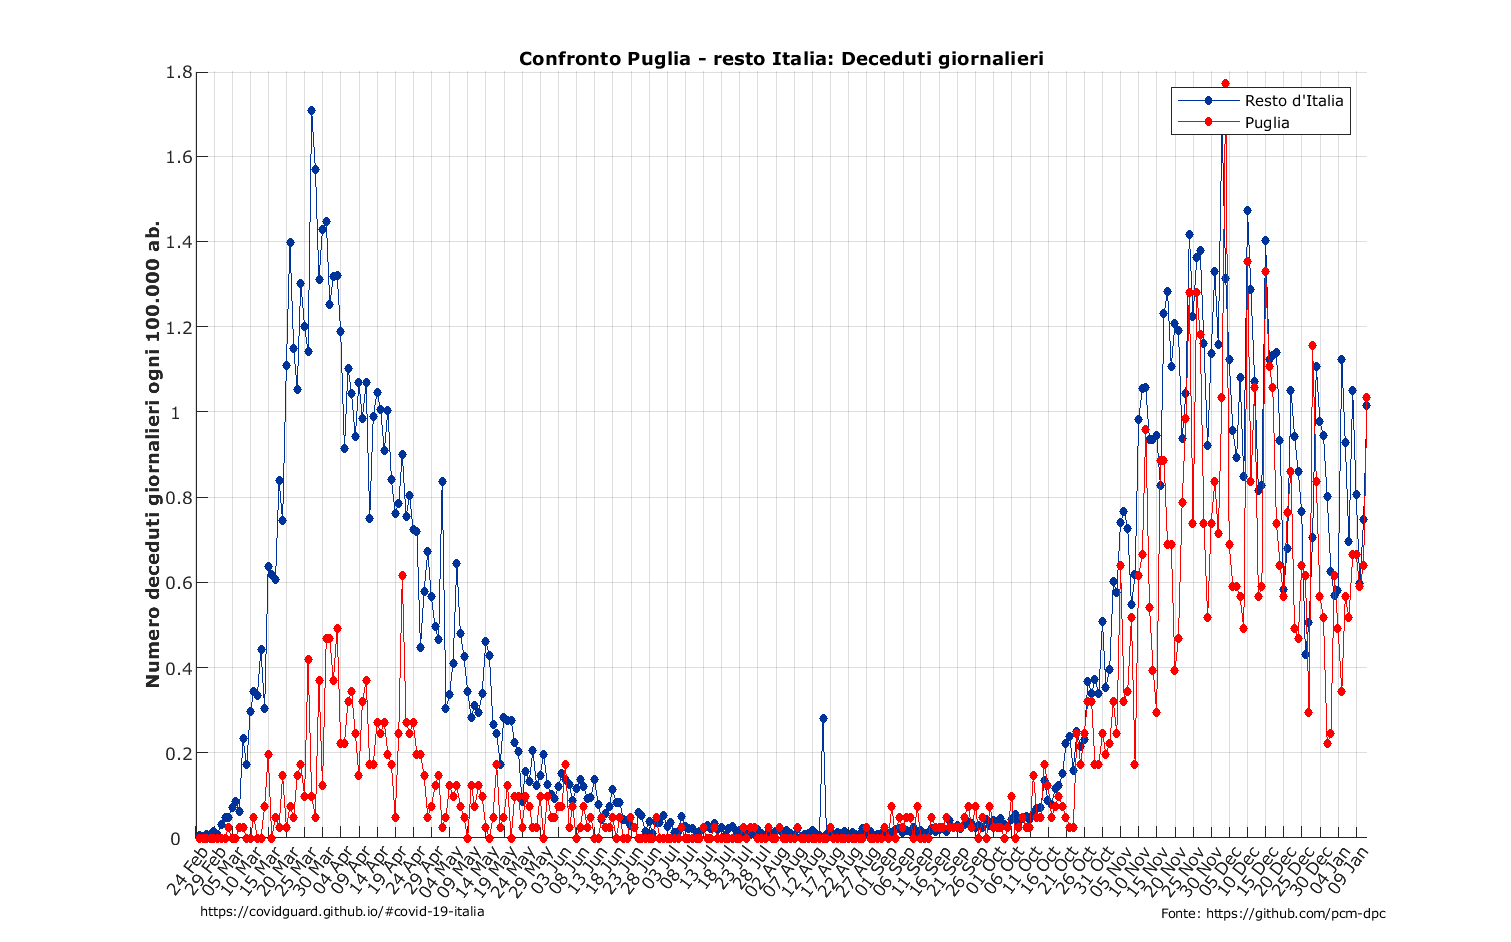 Confronto Puglia - resto Italia: Deceduti giornalieri
Numero deceduti giornalieri ogni 100.000 ab.
1.8
1.6
1.4
1.2
1
0.8
0.6
0.4
0.2
0
Resto d'Italia
Puglia
24 Feb
29 Feb
05 Mar
10 Mar
15 Mar
20 Mar
25 Mar
30 Mar
04 Apr
09 Apr
14 Apr
19 Apr
24 Apr
29 Apr
04 May
09 May
14 May
19 May
24 May
29 May
03 Jun
08 Jun
13 Jun
18 Jun
23 Jun
28 Jun
03 Jul
08 Jul
13 Jul
18 Jul
23 Jul
28 Jul
02 Aug
07 Aug
12 Aug
17 Aug
22 Aug
27 Aug
01 Sep
06 Sep
11 Sep
16 Sep
21 Sep
26 Sep
01 Oct
06 Oct
11 Oct
16 Oct
21 Oct
26 Oct
31 Oct
05 Nov
10 Nov
15 Nov
20 Nov
25 Nov
30 Nov
05 Dec
10 Dec
15 Dec
20 Dec
25 Dec
30 Dec
04 Jan
09 Jan
https://covidguard.github.io/#covid-19-italia
Fonte: https://github.com/pcm-dpc